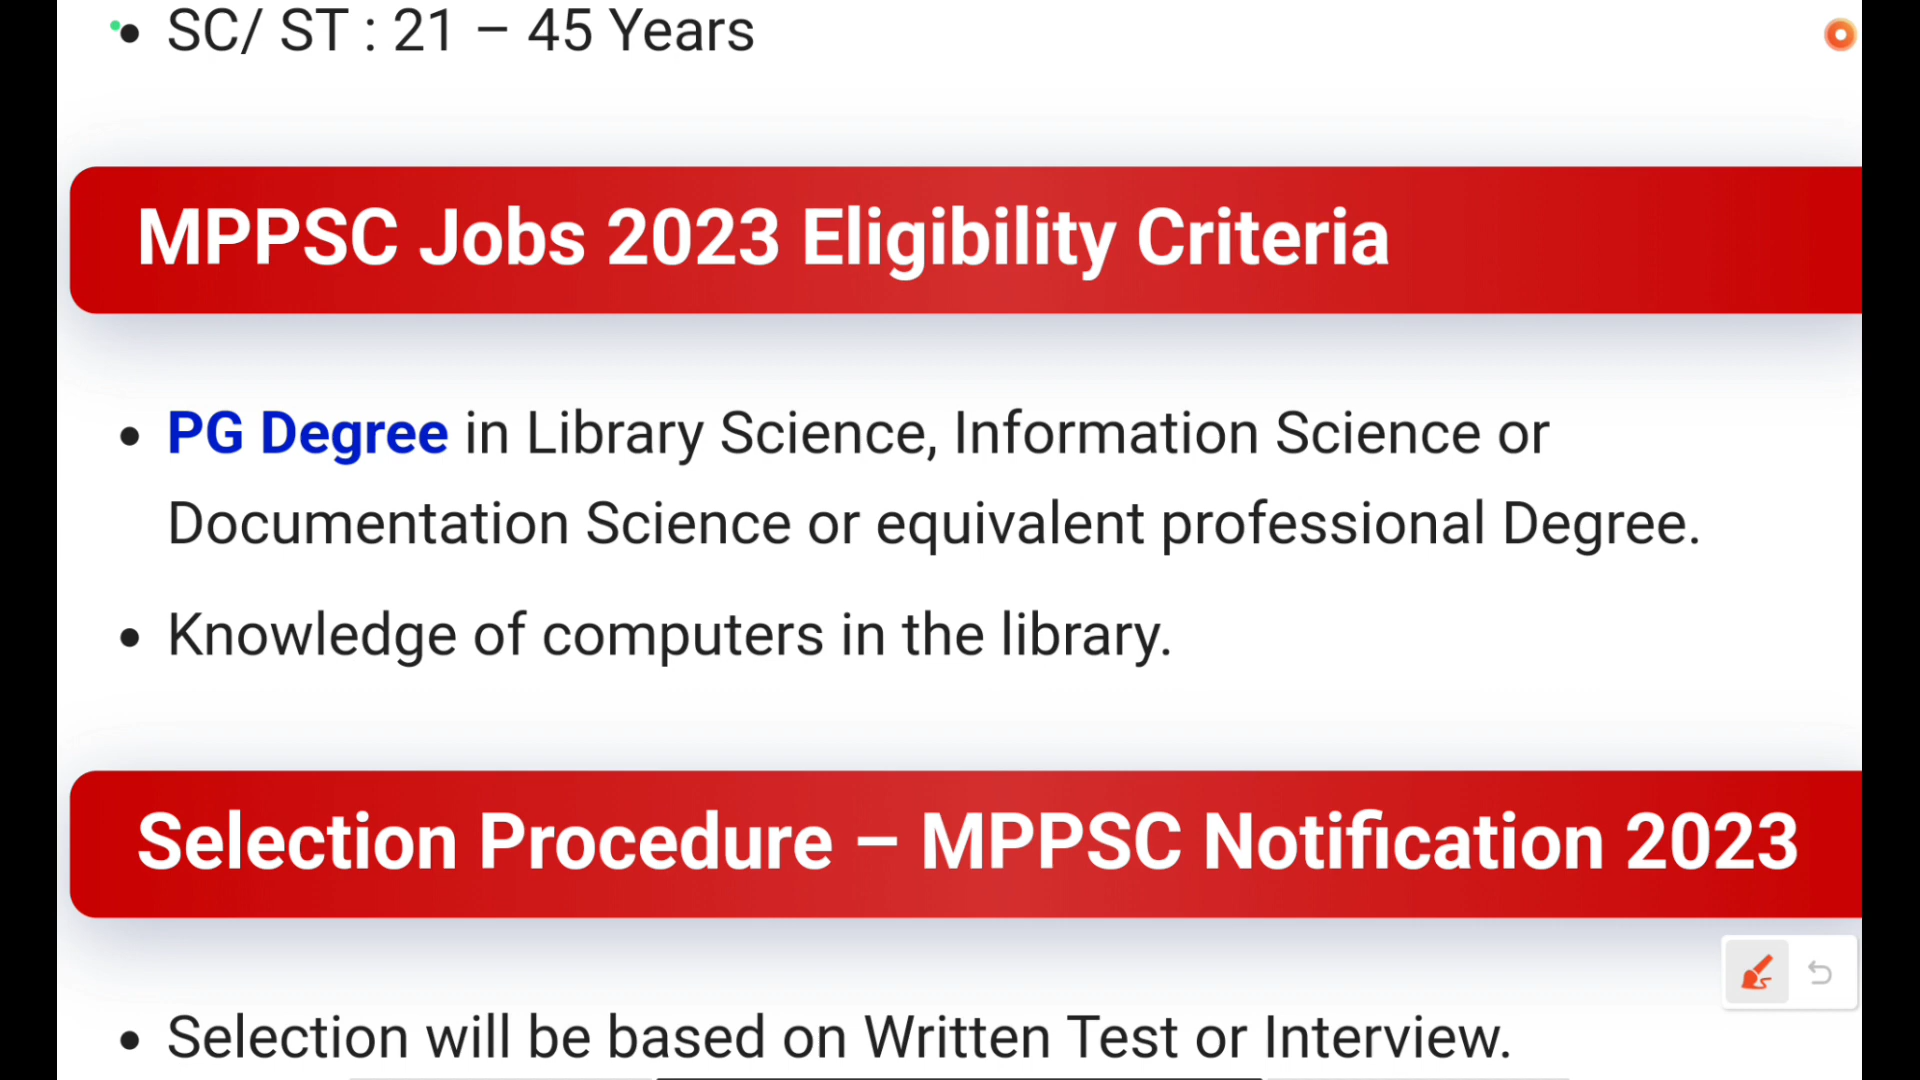 SC/ ST : 21 – 45 Years
MPPSC Jobs 2023 Eligibility Criteria
PG Degree in Library Science, Information Science or
Documentation Science or equivalent professional Degree.
Knowledge of computers in the library.
Selection Procedure – MPPSC Notification 2023
Selection will be based on Written Test or Interview.